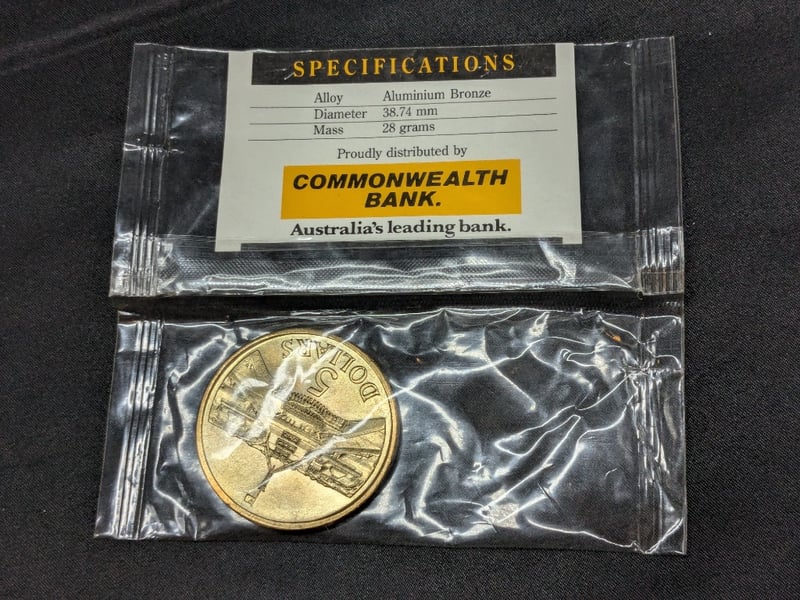 SPECIFICATIONS
Alloy Aluminium Bronze
Diameter 38.74 mm
Mass 28 grams
Proudly distributed by
COMMONWEALTH
BANK.
Australia's leading bank.
5
DOLLARS